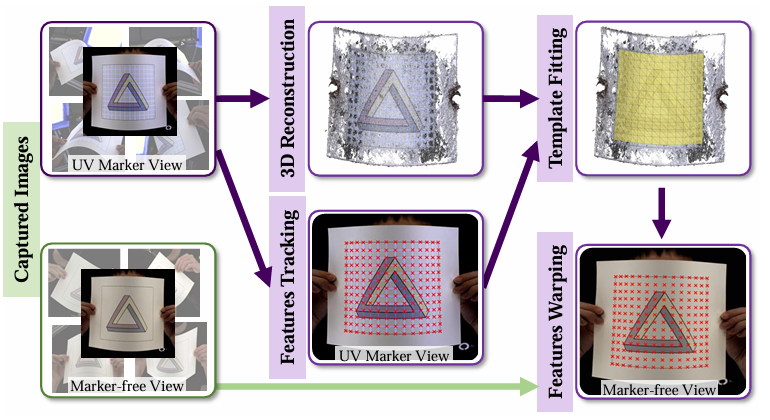 Captured Images
UV Marker View
3D Reconstruction
Template Fitting
Features Tracking
UV Marker View
Features Warping
Marker-free View
Marker-free View